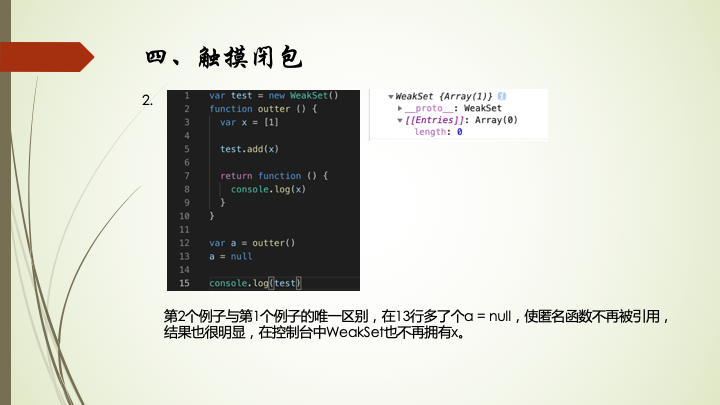 四、触摸闭包
2.
1 var test = new WeakSet()
2 function outter () {
3 var x = [1]
4
5 test.add(x)
6
7 return function () {
8 console.log(x)
9 }
10 }
11
12 var a = outter()
13 a = null
14
15 console.log(test)
▼WeakSet {Array(1)} i
▶__proto__: WeakSet
▼[[Entries]]: Array(0)
length: 0
第2个例子与第1个例子的唯一区别，在13行多了个a = null，使匿名函数不再被引用，
结果也很明显，在控制台中WeakSet也不再拥有x。